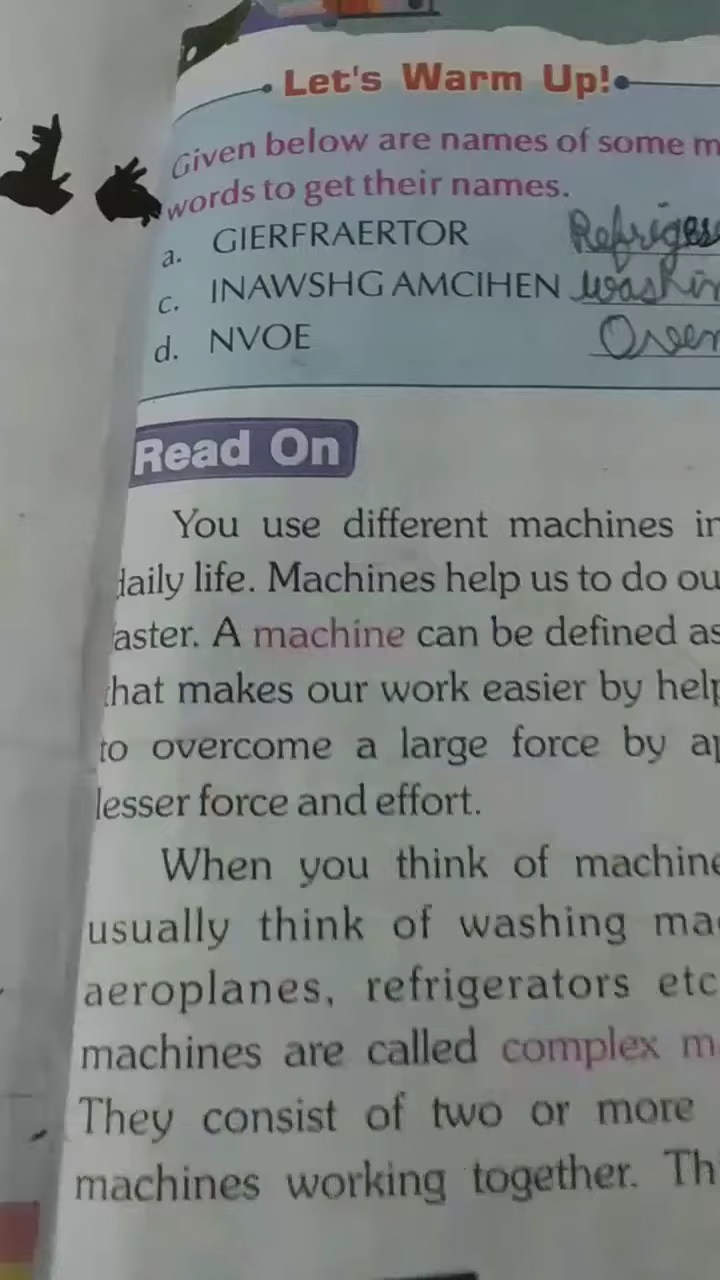 Let's Warm Up!
Given below are names of some m
words to get their names.
a. GIERFRAERTOR Refriger
c. INAWSHG AMCIHEN washin
d. NVOE Oven
Read On
You use different machines in
daily life. Machines help us to do ou
faster. A machine can be defined as
that makes our work easier by help
to overcome a large force by ap
lesser force and effort.
When you think of machine
usually think of washing ma
aeroplanes, refrigerators etc
machines are called complex m
They consist of two or more
machines working together. Th